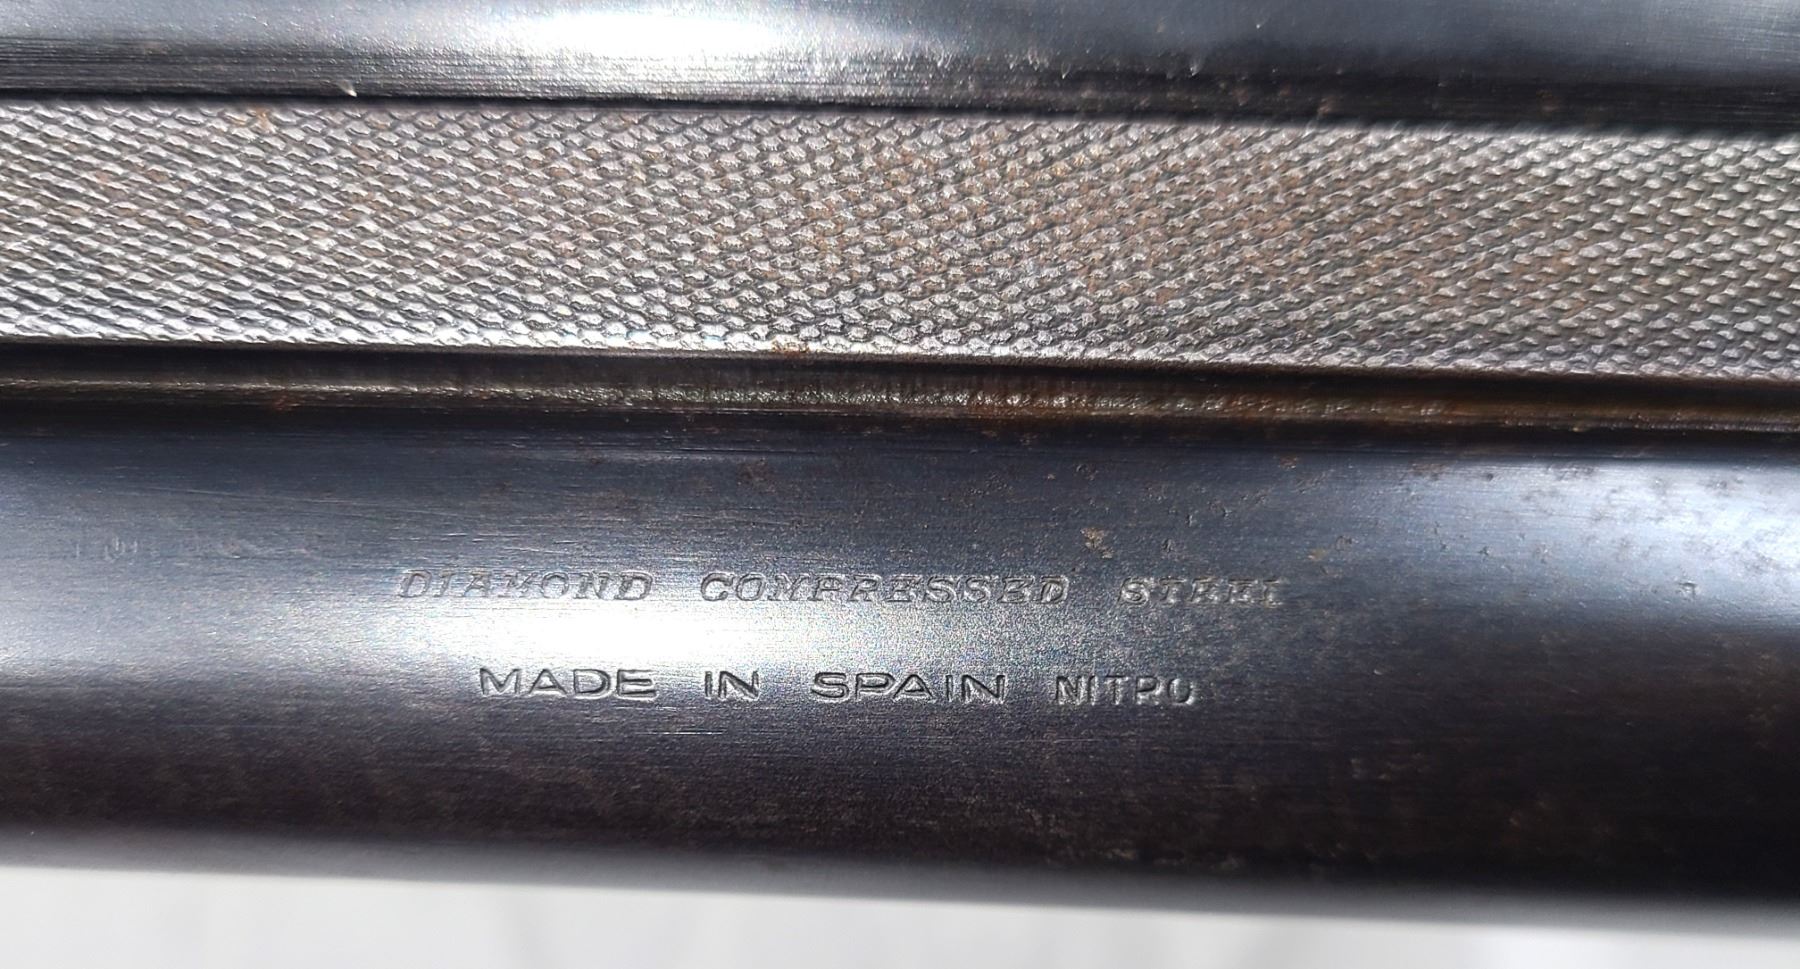 DIAMOND COMPRESSED STEEL
MADE IN SPAIN NITRO